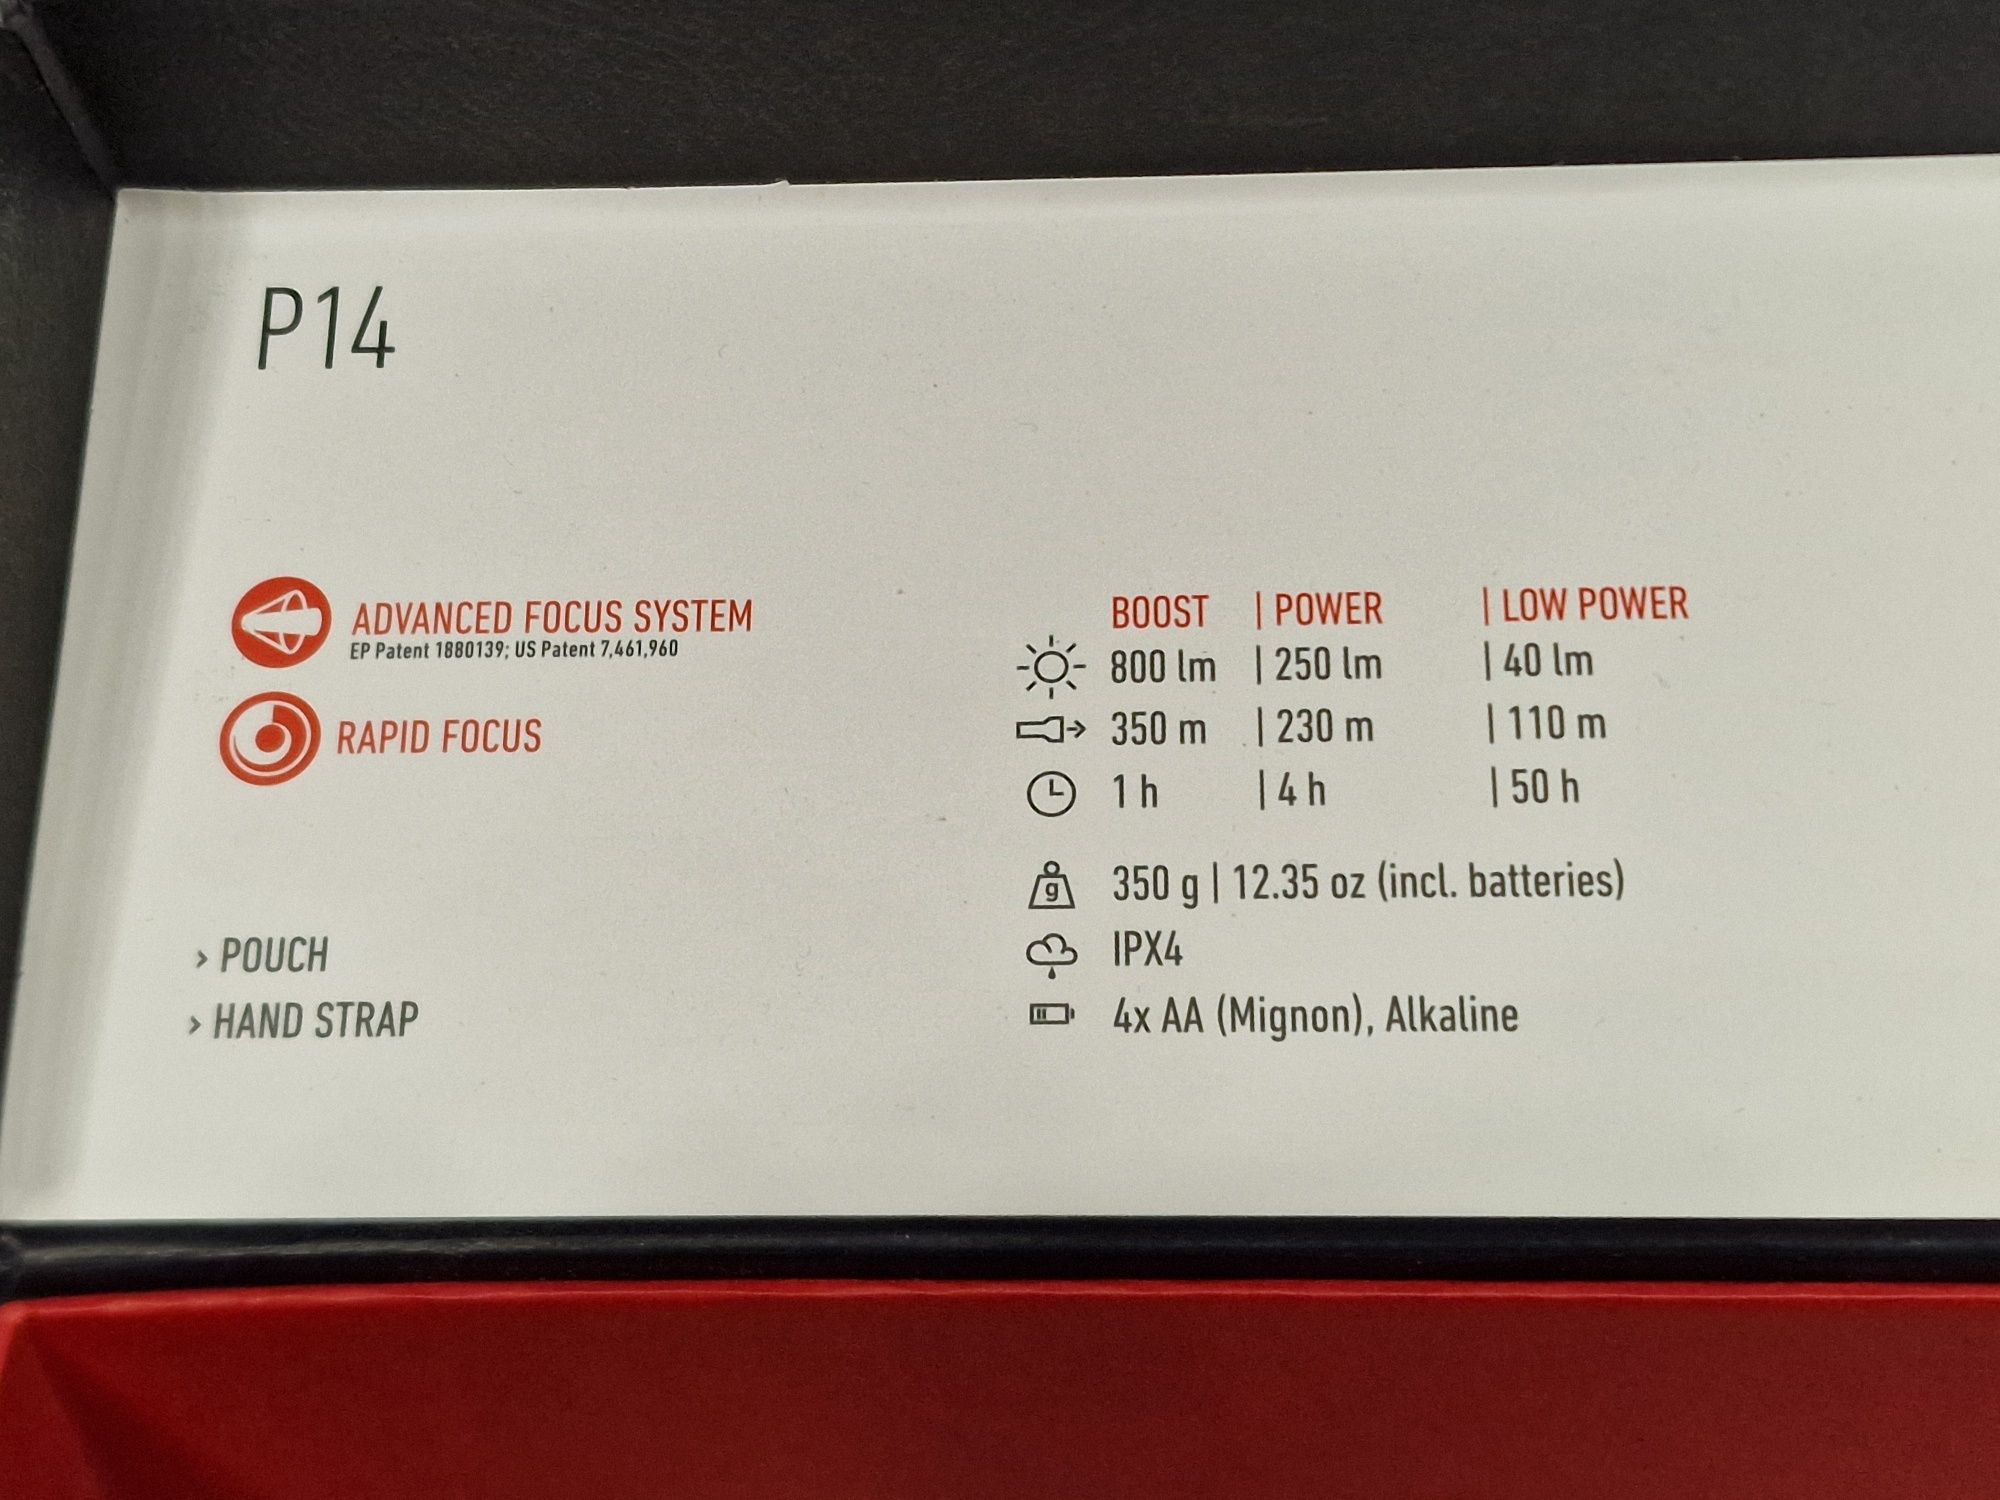 P14
ADVANCED FOCUS SYSTEM
EP Patent 1880139; US Patent 7,461,960
RAPID FOCUS
› POUCH
› HAND STRAP
BOOST | POWER | LOW POWER
800 lm | 250 lm | 40 lm
350 m | 230 m | 110 m
1 h | 4 h | 50 h
g 350 g | 12.35 oz (incl. batteries)
IPX4
4x AA (Mignon), Alkaline